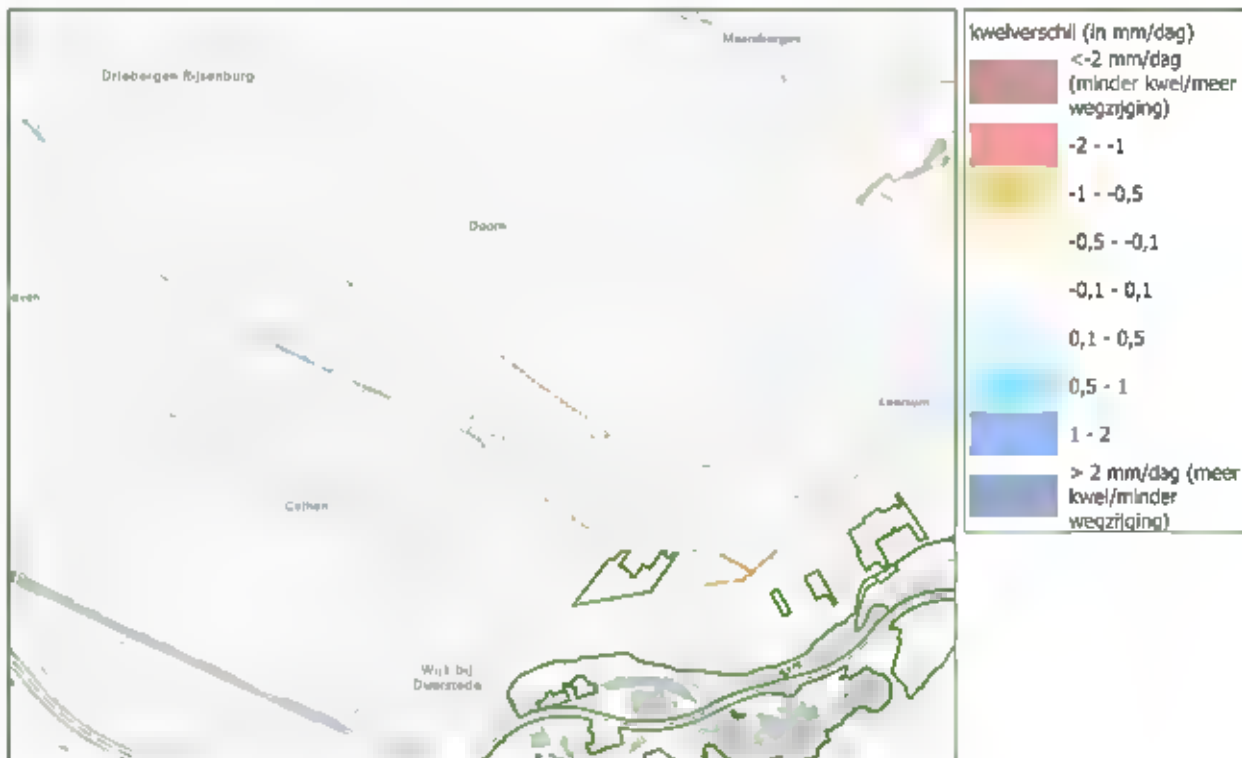 Maarsbergen
Driebergen Rijsenburg
Doorn
Leersum
Cothen
Wijk bij
Duurstede
kwelverschil (in mm/dag)
<-2 mm/dag
(minder kwel/meer
wegzijging)
-2 - -1
-1 - -0,5
-0,5 - -0,1
-0,1 - 0,1
0,1 - 0,5
0,5 - 1
1 - 2
> 2 mm/dag (meer
kwel/minder
wegzijging)